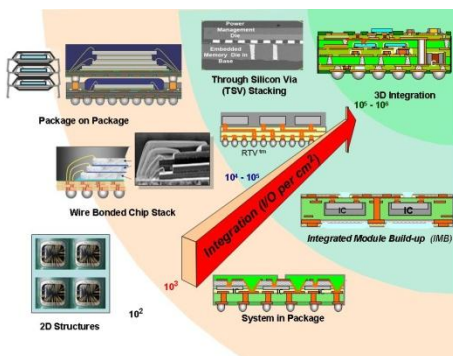 Power
Management
Die
Embedded
Memory Die in
Base
Through Silicon Via
(TSV) Stacking
3D Integration
10⁵ - 10⁶
Package on Package
RTV™
Wire Bonded Chip Stack
10⁴ - 10⁵
Integration (I/O per cm²)
IC
IC
Integrated Module Build-up (IMB)
10³
10²
2D Structures
System in Package